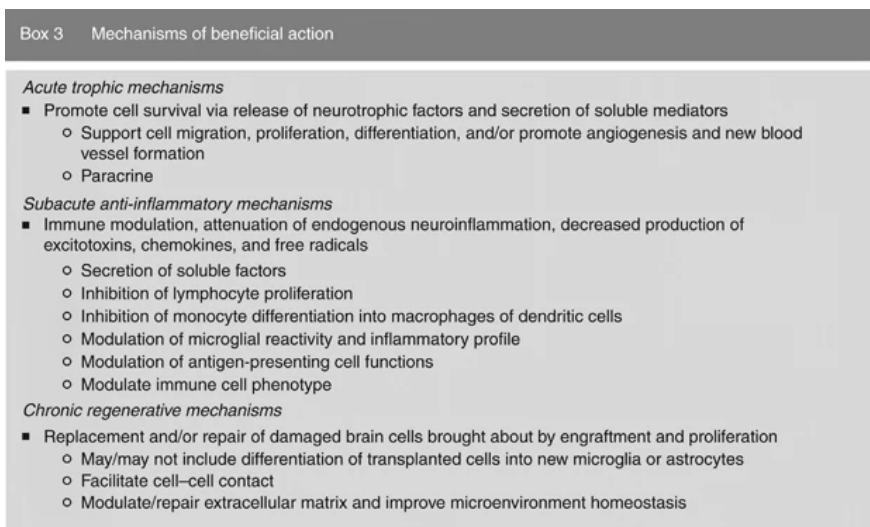 Box 3 Mechanisms of beneficial action
Acute trophic mechanisms
■ Promote cell survival via release of neurotrophic factors and secretion of soluble mediators
○ Support cell migration, proliferation, differentiation, and/or promote angiogenesis and new blood
vessel formation
○ Paracrine
Subacute anti-inflammatory mechanisms
■ Immune modulation, attenuation of endogenous neuroinflammation, decreased production of
excitotoxins, chemokines, and free radicals
○ Secretion of soluble factors
○ Inhibition of lymphocyte proliferation
○ Inhibition of monocyte differentiation into macrophages of dendritic cells
○ Modulation of microglial reactivity and inflammatory profile
○ Modulation of antigen-presenting cell functions
○ Modulate immune cell phenotype
Chronic regenerative mechanisms
■ Replacement and/or repair of damaged brain cells brought about by engraftment and proliferation
○ May/may not include differentiation of transplanted cells into new microglia or astrocytes
○ Facilitate cell–cell contact
○ Modulate/repair extracellular matrix and improve microenvironment homeostasis